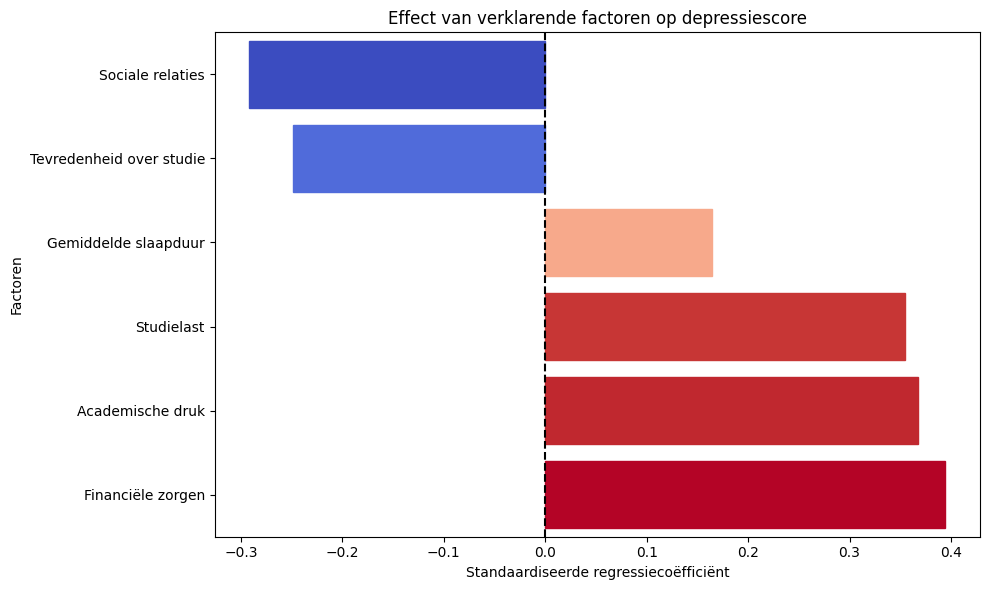 Effect van verklarende factoren op depressiescore
Sociale relaties
Tevredenheid over studie
Gemiddelde slaapduur
Studielast
Academische druk
Financiële zorgen
Factoren
−0.3 −0.2 −0.1 0.0 0.1 0.2 0.3 0.4
Standaardiseerde regressiecoëfficiënt